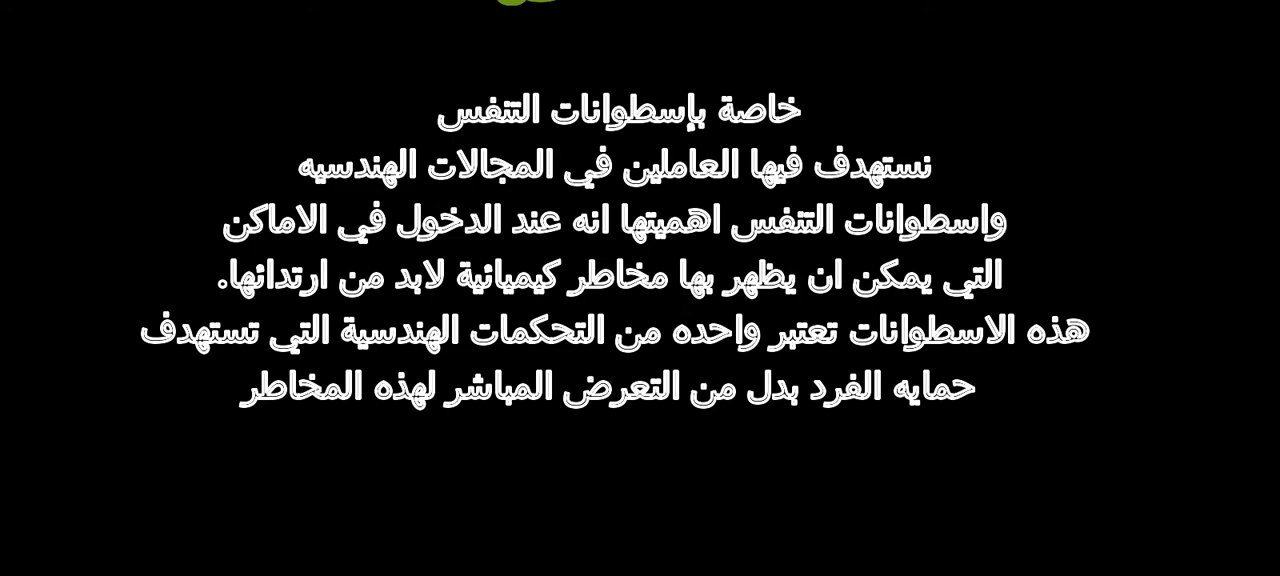 خاصة بإسطوانات التنفس
نستهدف فيها العاملين في المجالات الهندسيه
واسطوانات التنفس اهميتها انه عند الدخول في الاماكن
التي يمكن ان يظهر بها مخاطر كيميائية لابد من ارتدائها.
هذه الاسطوانات تعتبر واحده من التحكمات الهندسية التي تستهدف
حمايه الفرد بدل من التعرض المباشر لهذه المخاطر